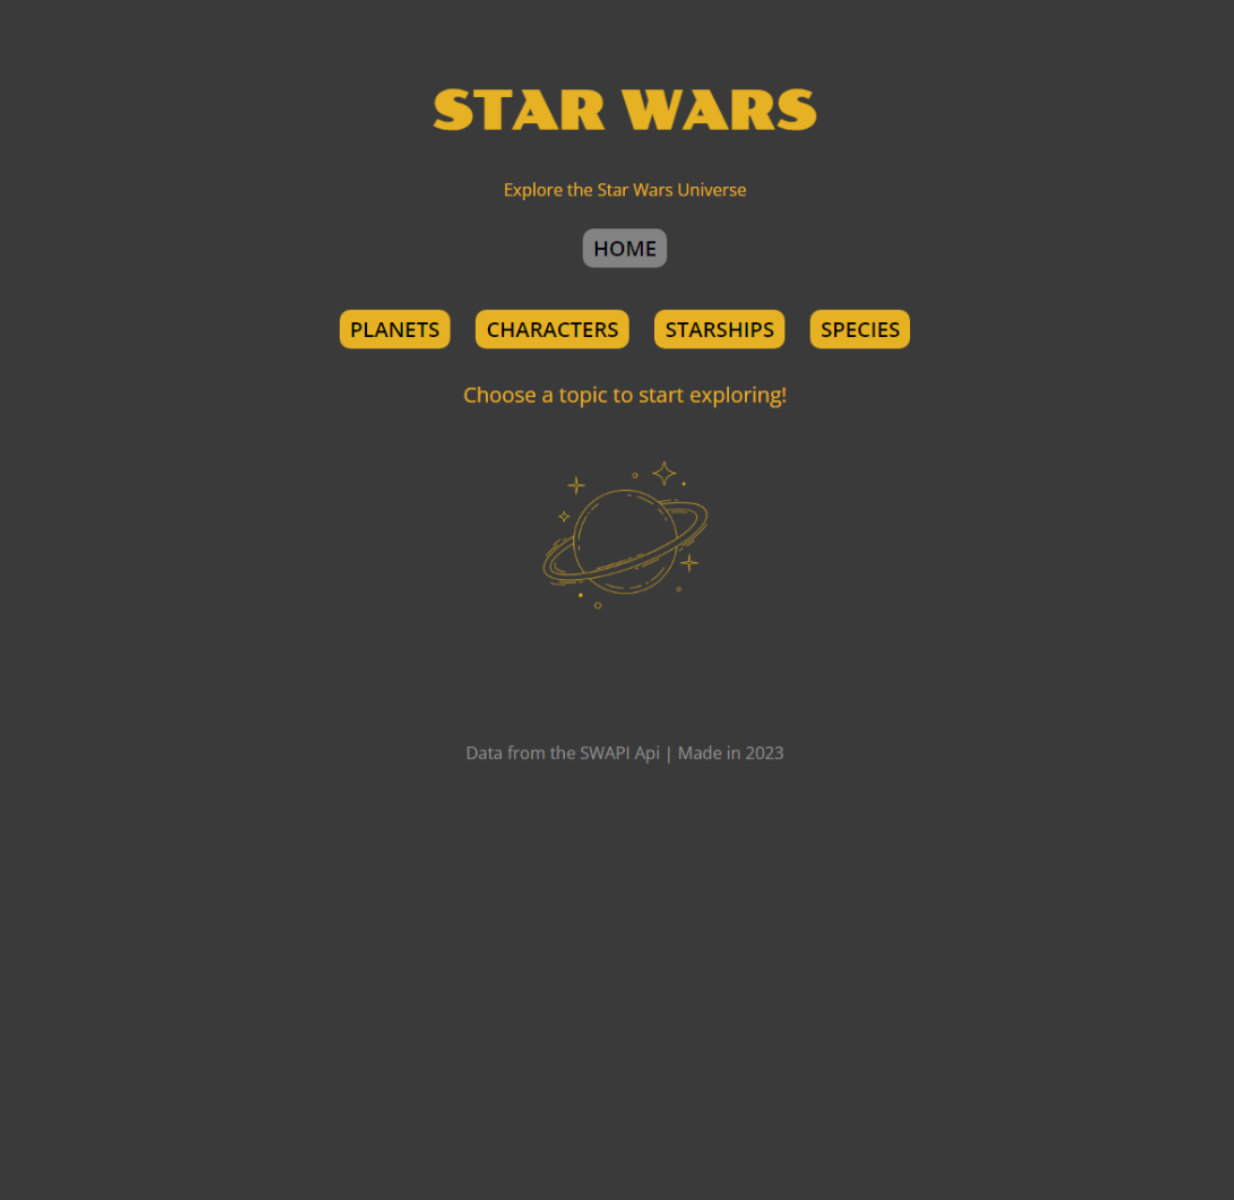 STAR WARS
Explore the Star Wars Universe
HOME
PLANETS CHARACTERS STARSHIPS SPECIES
Choose a topic to start exploring!
Data from the SWAPI Api | Made in 2023